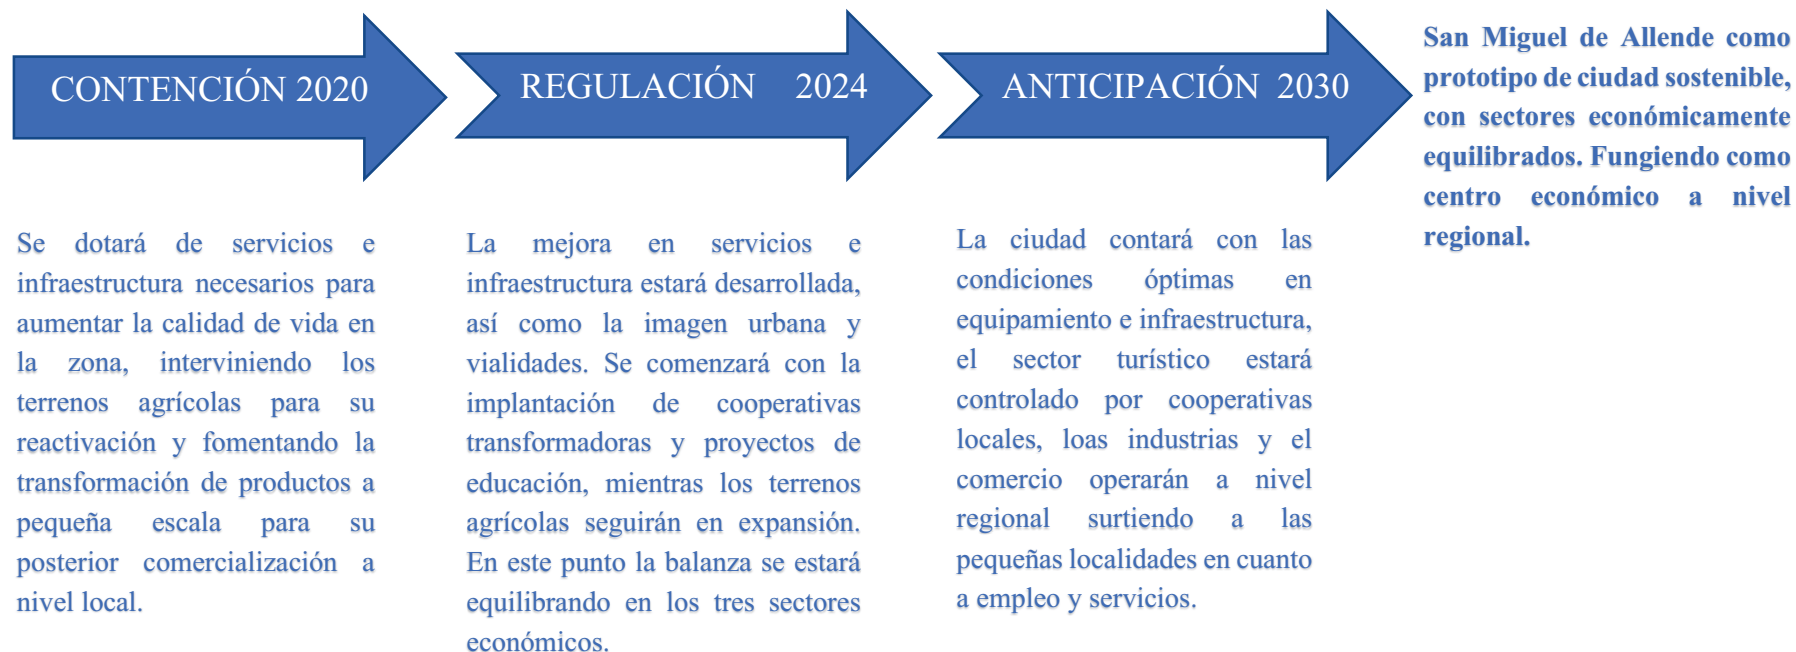 CONTENCIÓN 2020
Se dotará de servicios e
infraestructura necesarios para
aumentar la calidad de vida en
la zona, interviniendo los
terrenos agrícolas para su
reactivación y fomentando la
transformación de productos a
pequeña escala para su
posterior comercialización a
nivel local.
REGULACIÓN 2024
La mejora en servicios e
infraestructura estará desarrollada,
así como la imagen urbana y
vialidades. Se comenzará con la
implantación de cooperativas
transformadoras y proyectos de
educación, mientras los terrenos
agrícolas seguirán en expansión.
En este punto la balanza se estará
equilibrando en los tres sectores
económicos.
ANTICIPACIÓN 2030
La ciudad contará con las
condiciones óptimas en
equipamiento e infraestructura,
el sector turístico estará
controlado por cooperativas
locales, loas industrias y el
comercio operarán a nivel
regional surtiendo a las
pequeñas localidades en cuanto
a empleo y servicios.
San Miguel de Allende como
prototipo de ciudad sostenible,
con sectores económicamente
equilibrados. Fungiendo como
centro económico a nivel
regional.